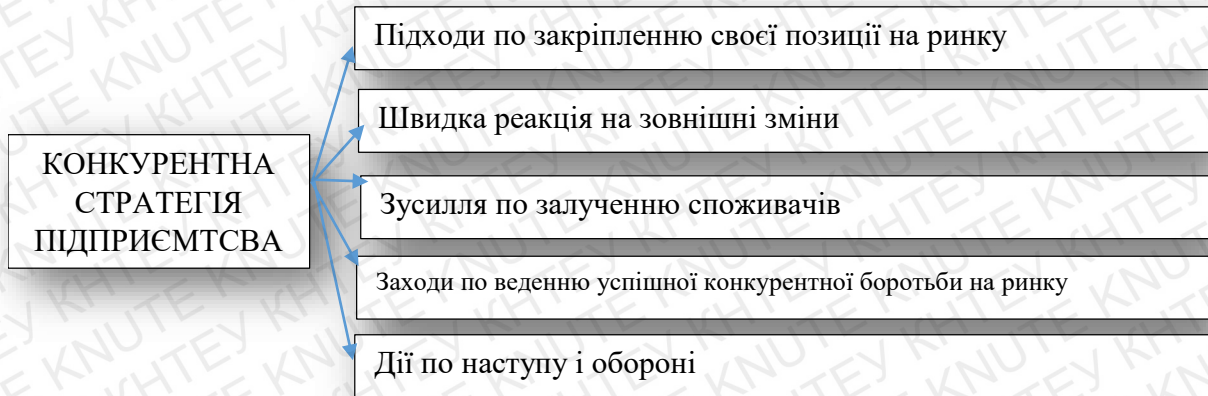 Підходи по закріпленню своєї позиції на ринку
Швидка реакція на зовнішні зміни
КОНКУРЕНТНА
СТРАТЕГІЯ
ПІДПРИЄМТСВА
Зусилля по залученню споживачів
Заходи по веденню успішної конкурентної боротьби на ринку
Дії по наступу і обороні